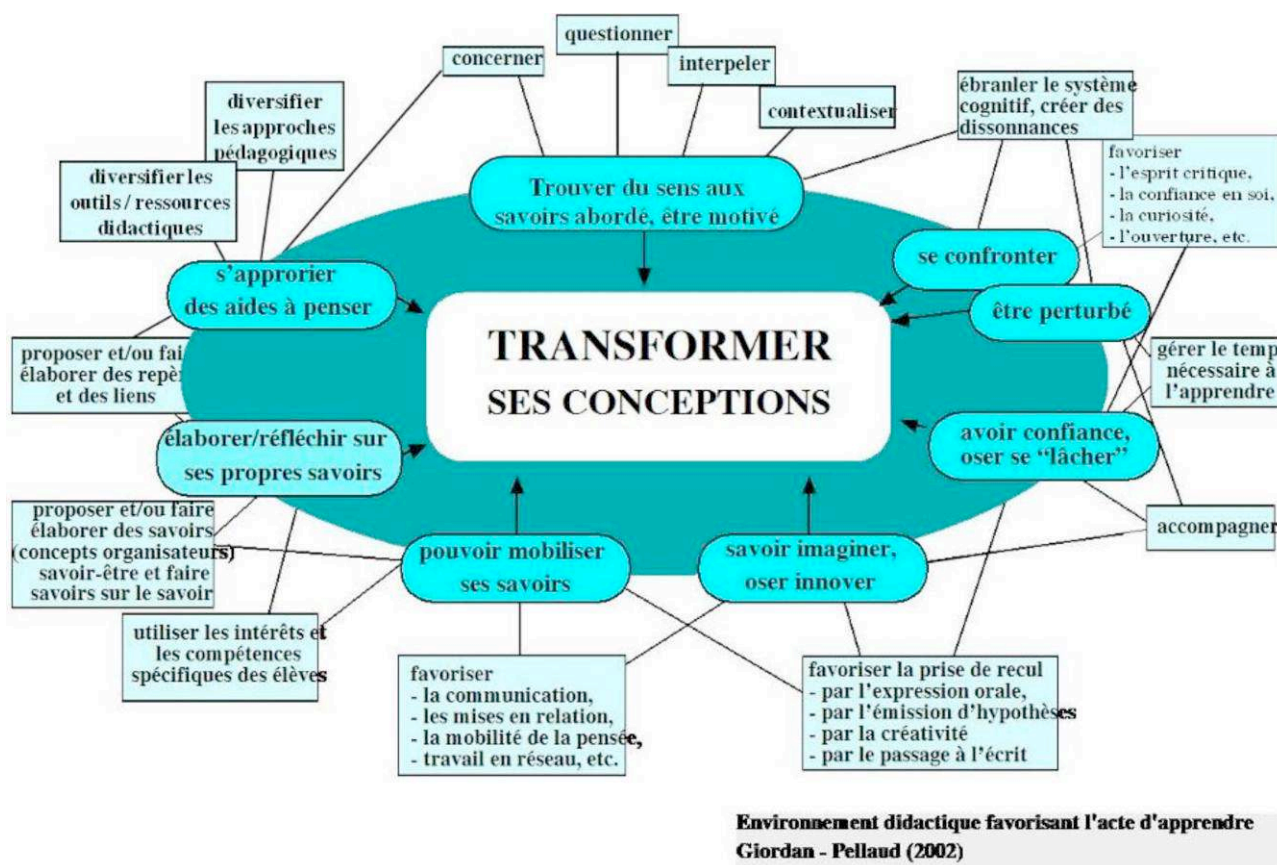 questionner
concerner
interpeler
contextualiser
ébranler le système
cognitif, créer des
dissonnances
diversifier
les approches
pédagogiques
diversifier les
outils / ressources
didactiques
favoriser
- l'esprit critique,
- la confiance en soi,
- la curiosité,
- l'ouverture, etc.
Trouver du sens aux
savoirs abordé, être motivé
se confronter
être perturbé
s'approrier
des aides à penser
TRANSFORMER
SES CONCEPTIONS
proposer et/ou fai
élaborer des repèr
et des liens
gérer le temp
nécessaire à
l'apprendre
élaborer/réfléchir sur
ses propres savoirs
avoir confiance,
oser se “lâcher”
proposer et/ou faire
élaborer des savoirs
(concepts organisateurs)
savoir-être et faire
savoirs sur le savoir
pouvoir mobiliser
ses savoirs
savoir imaginer,
oser innover
accompagner
utiliser les intérêts et
les compétences
spécifiques des élèves
favoriser
- la communication,
- les mises en relation,
- la mobilité de la pensée,
- travail en réseau, etc.
favoriser la prise de recul
- par l'expression orale,
- par l'émission d'hypothèses
- par la créativité
- par le passage à l'écrit
Environnement didactique favorisant l'acte d'apprendre
Giordan - Pellaud (2002)